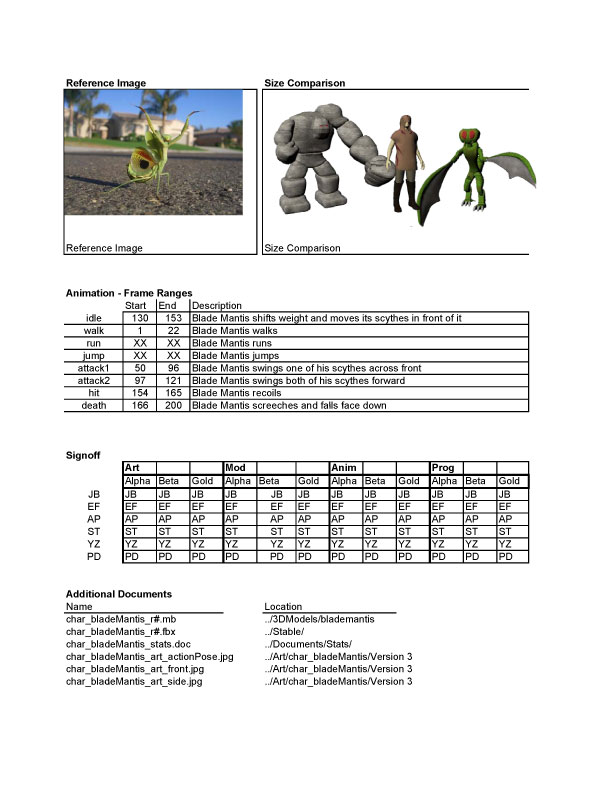 Reference Image Size Comparison
Reference Image Size Comparison
Animation - Frame Ranges
Start End Description
idle 130 153 Blade Mantis shifts weight and moves its scythes in front of it
walk 1 22 Blade Mantis walks
run XX XX Blade Mantis runs
jump XX XX Blade Mantis jumps
attack1 50 96 Blade Mantis swings one of his scythes across front
attack2 97 121 Blade Mantis swings both of his scythes forward
hit 154 165 Blade Mantis recoils
death 166 200 Blade Mantis screeches and falls face down
Signoff
Art Mod Anim Prog
Alpha Beta Gold Alpha Beta Gold Alpha Beta Gold Alpha Beta Gold
JB JB JB JB JB JB JB JB JB JB JB JB JB
EF EF EF EF EF EF EF EF EF EF EF EF EF
AP AP AP AP AP AP AP AP AP AP AP AP AP
ST ST ST ST ST ST ST ST ST ST ST ST ST
YZ YZ YZ YZ YZ YZ YZ YZ YZ YZ YZ YZ YZ
PD PD PD PD PD PD PD PD PD PD PD PD PD
Additional Documents
Name Location
char_bladeMantis_r#.mb ../3DModels/blademantis
char_bladeMantis_r#.fbx ../Stable/
char_bladeMantis_stats.doc ../Documents/Stats/
char_bladeMantis_art_actionPose.jpg ../Art/char_bladeMantis/Version 3
char_bladeMantis_art_front.jpg ../Art/char_bladeMantis/Version 3
char_bladeMantis_art_side.jpg ../Art/char_bladeMantis/Version 3